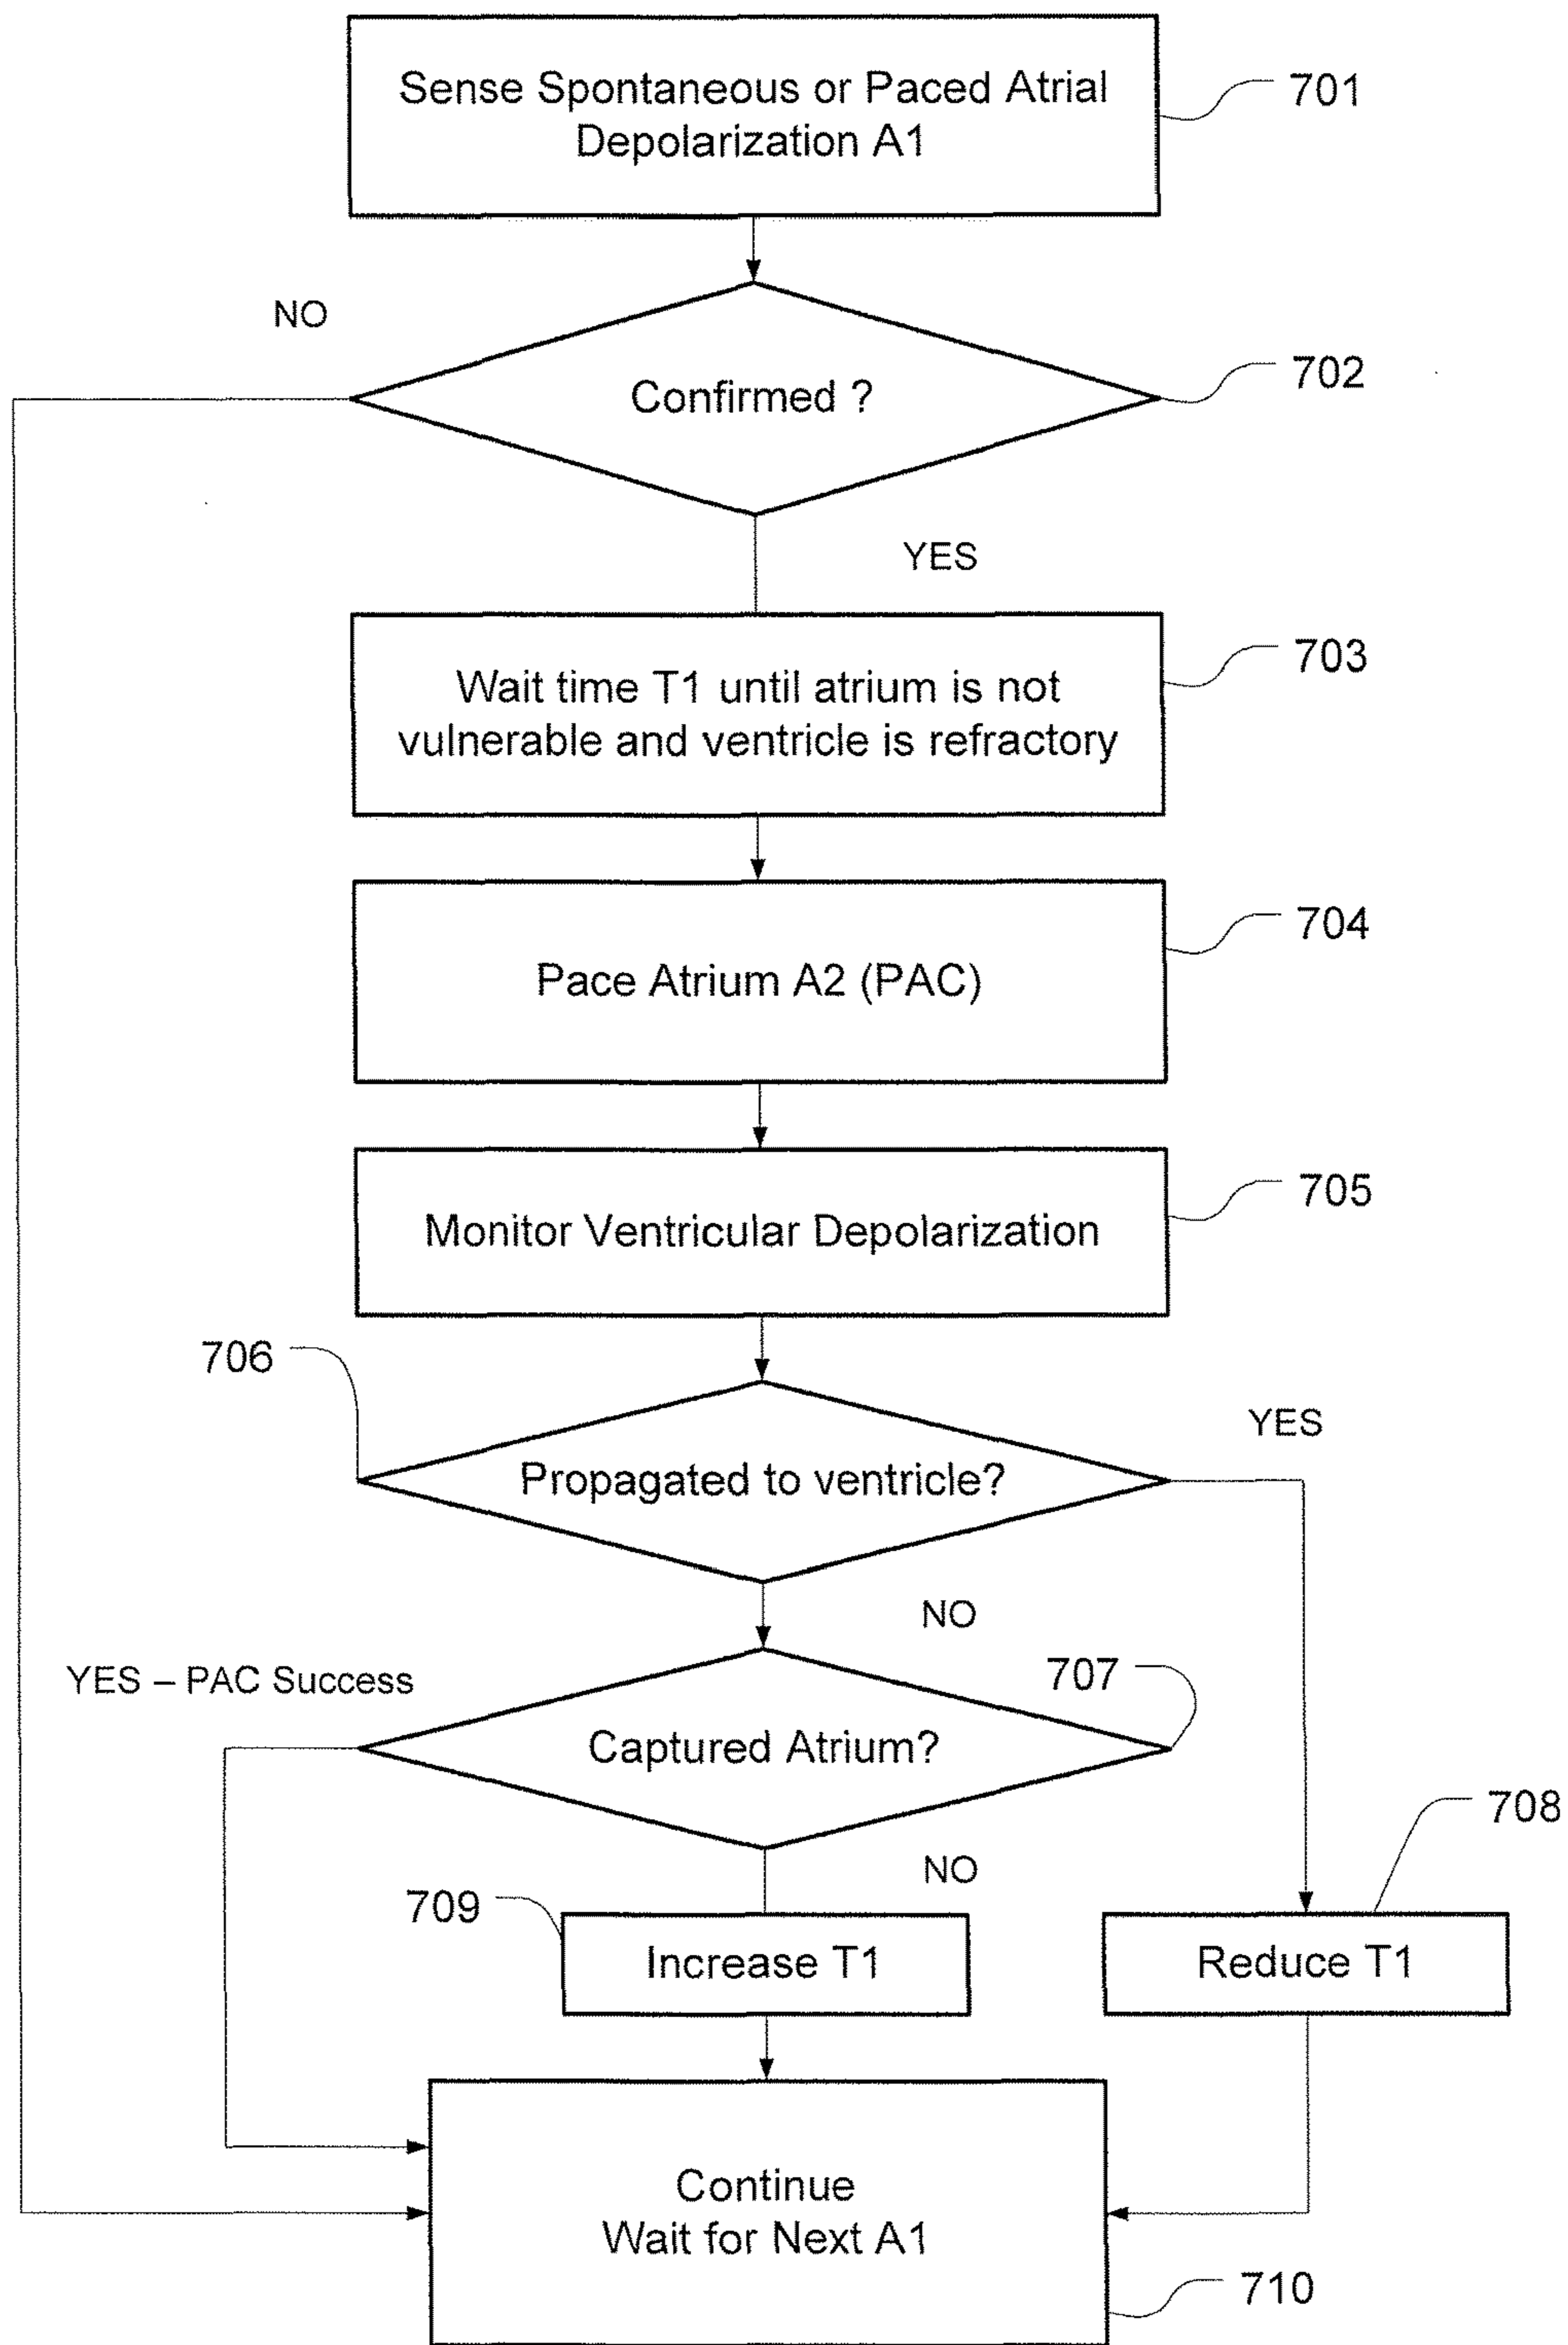 Sense Spontaneous or Paced Atrial
Depolarization A1
701
NO
Confirmed ?
702
YES
Wait time T1 until atrium is not
vulnerable and ventricle is refractory
703
Pace Atrium A2 (PAC)
704
Monitor Ventricular Depolarization
705
706
Propagated to ventricle?
YES
NO
YES – PAC Success
Captured Atrium?
707
NO
708
709
Increase T1
Reduce T1
Continue
Wait for Next A1
710